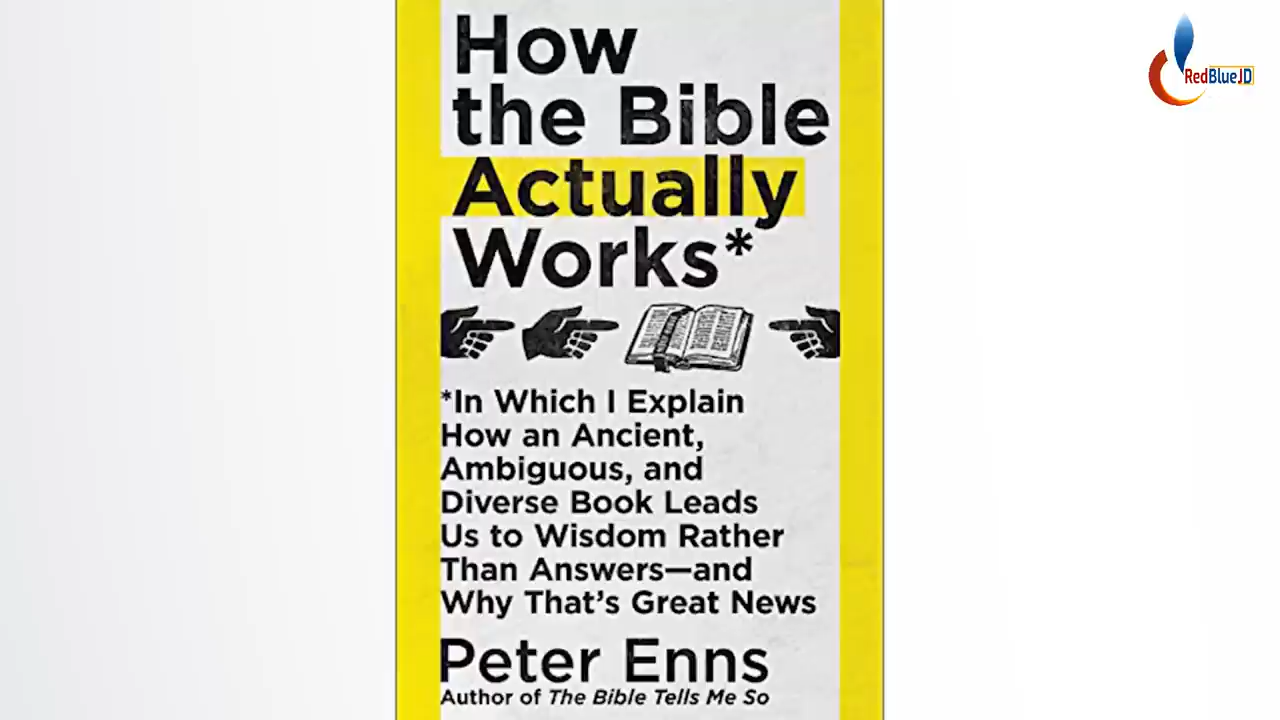 How
the Bible
Actually
Works*
*In Which I Explain
How an Ancient,
Ambiguous, and
Diverse Book Leads
Us to Wisdom Rather
Than Answers—and
Why That's Great News
Peter Enns
Author of The Bible Tells Me So
RedBlueJD